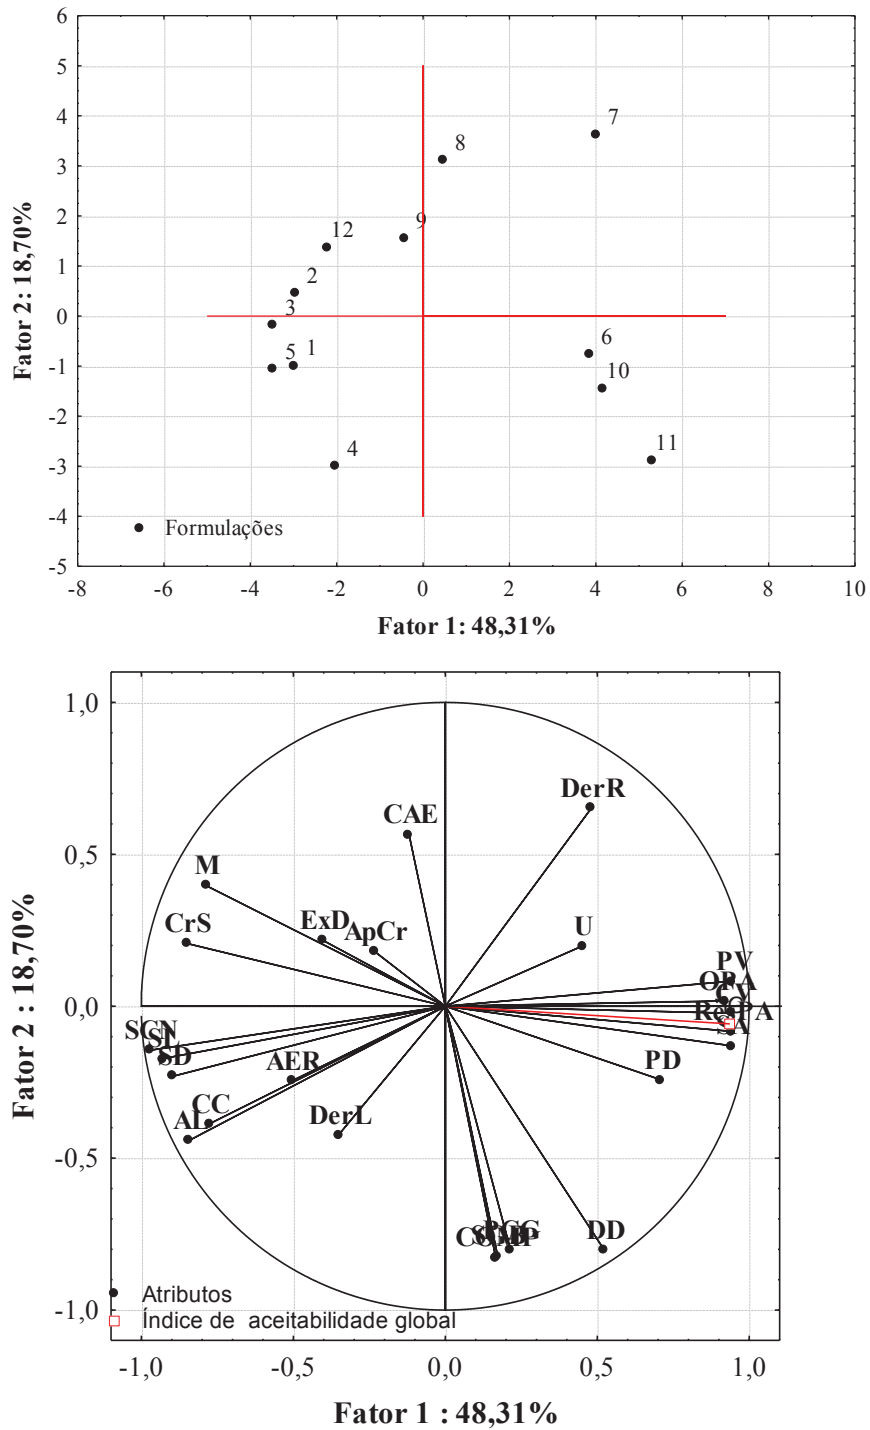 6
5
4
3
2
1
0
-1
-2
-3
-4
-5
Fator 2: 18,70%
7
8
9
12
2
3
5 1
6
10
4
11
Formulações
-8 -6 -4 -2 0 2 4 6 8 10
Fator 1: 48,31%
1,0
0,5
0,0
-0,5
-1,0
Fator 2 : 18,70%
DerR
CAE
M
ExD
CrS
ApCr
U
PV
SCN
SL
SD
AER
PD
CC
AL
DerL
DD
Atributos
Índice de aceitabilidade global
-1,0 -0,5 0,0 0,5 1,0
Fator 1 : 48,31%